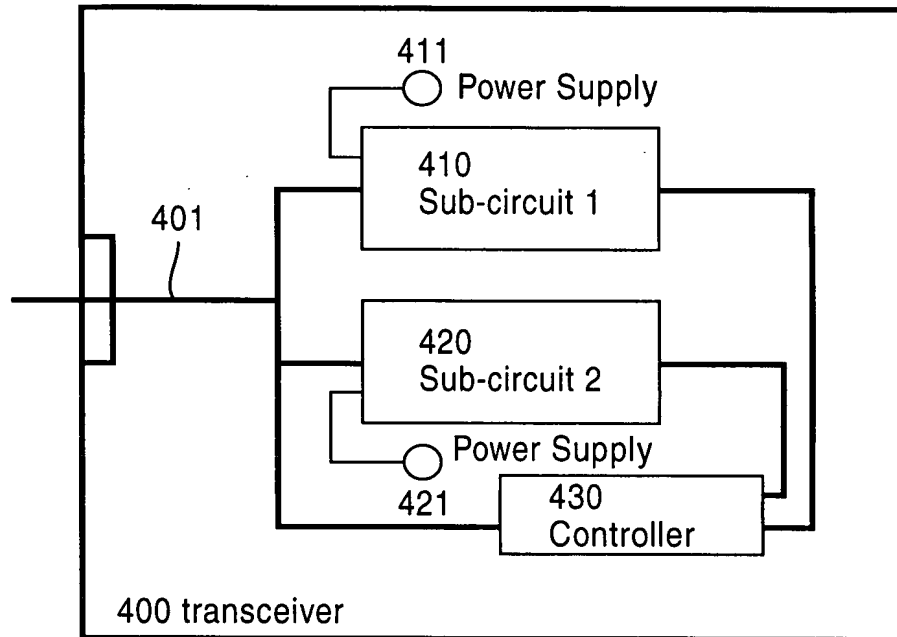 411
Power Supply
410
Sub-circuit 1
401
420
Sub-circuit 2
Power Supply
421
430
Controller
400 transceiver